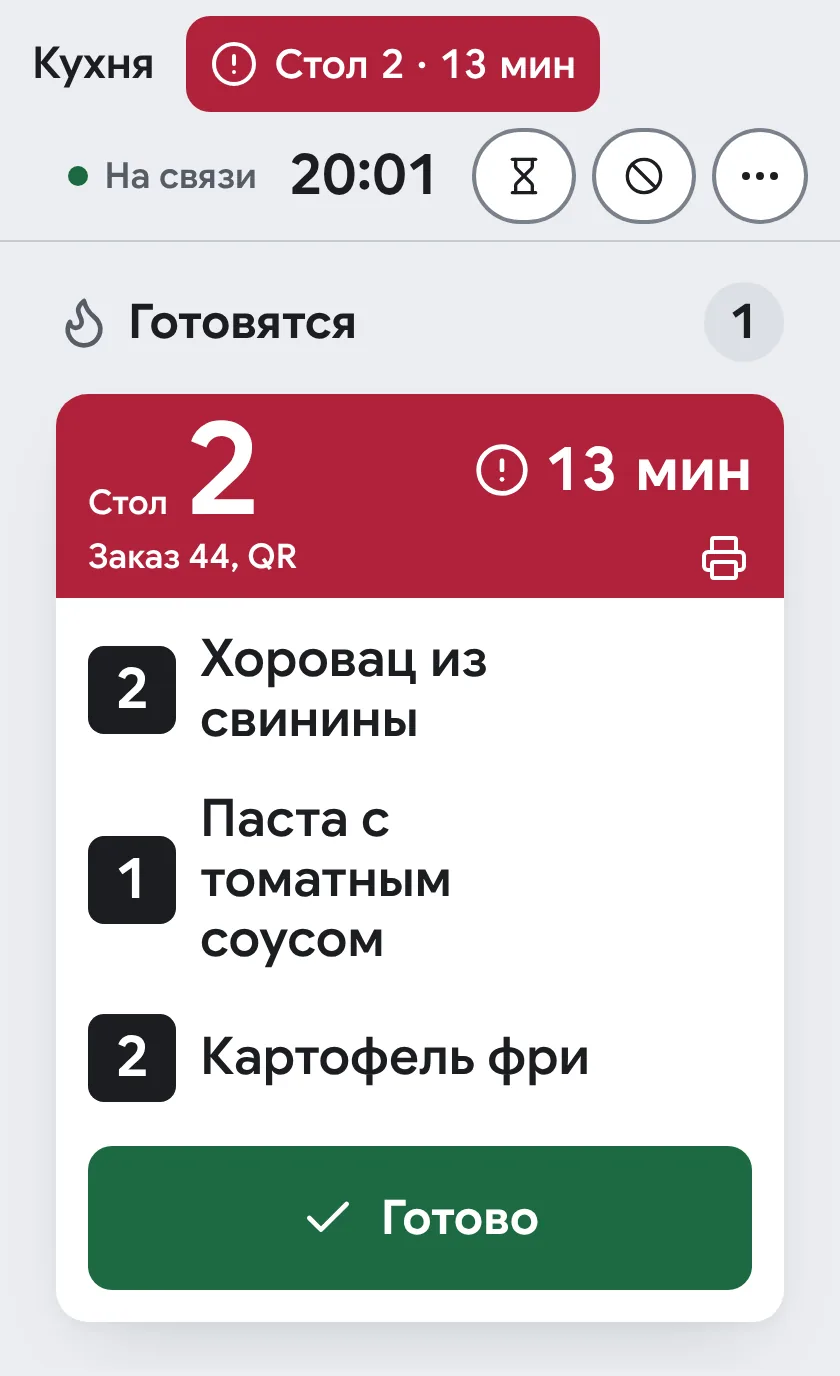 Кухня
Стол 2 · 13 мин
На связи
20:01
Готовятся
1
Стол 2
13 мин
Заказ 44, QR
2
Хоровац из
свинины
1
Паста с
томатным
соусом
2
Картофель фри
Готово